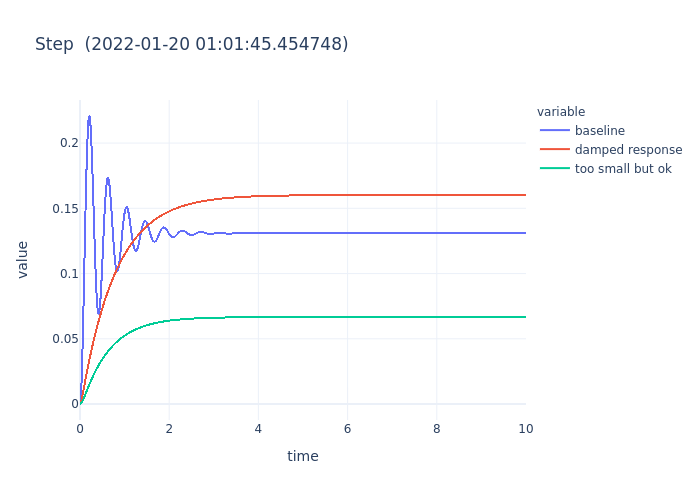 Step  (2022-01-20 01:01:45.454748)
variable
baseline
damped response
too small but ok
value
0.2
0.15
0.1
0.05
0
0 2 4 6 8 10
time